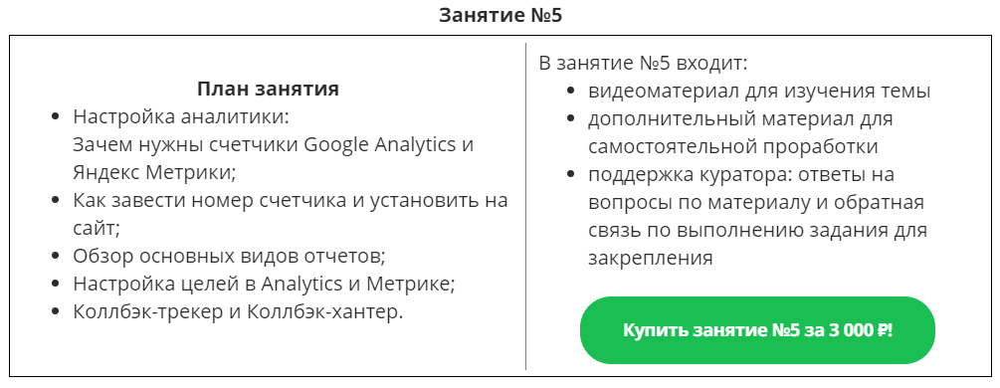 Занятие №5
План занятия
Настройка аналитики:
Зачем нужны счетчики Google Analytics и
Яндекс Метрики;
Как завести номер счетчика и установить на
сайт;
Обзор основных видов отчетов;
Настройка целей в Analytics и Метрике;
Коллбэк-трекер и Коллбэк-хантер.
В занятие №5 входит:
видеоматериал для изучения темы
дополнительный материал для
самостоятельной проработки
поддержка куратора: ответы на
вопросы по материалу и обратная
связь по выполнению задания для
закрепления
Купить занятие №5 за 3 000 ₽!